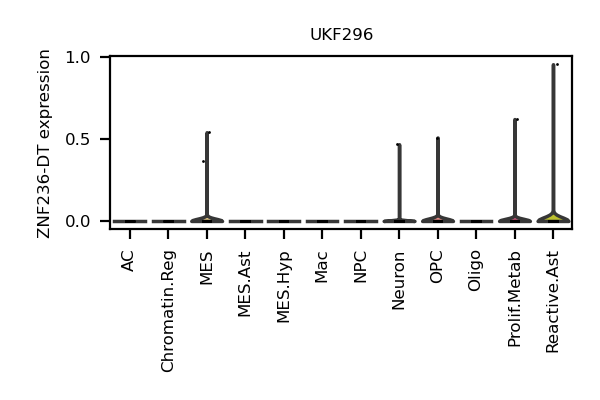 UKF296
ZNF236-DT expression
1.0
0.5
0.0
AC
Chromatin.Reg
MES
MES.Ast
MES.Hyp
Mac
NPC
Neuron
OPC
Oligo
Prolif.Metab
Reactive.Ast